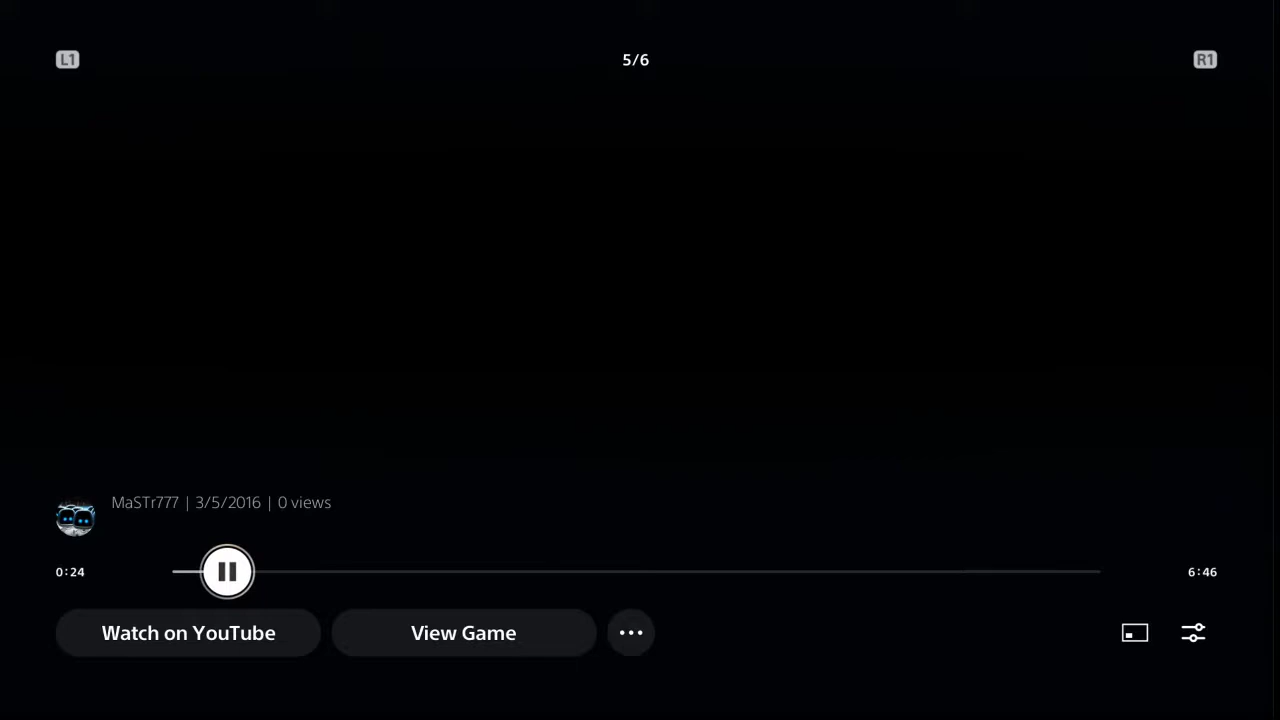 L1
5/6
R1
MaSTr777 | 3/5/2016 | 0 views
0:24
6:46
Watch on YouTube
View Game